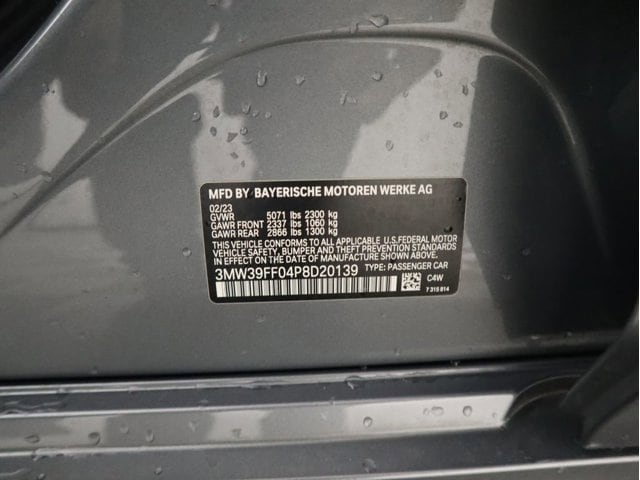 MFD BY BAYERISCHE MOTOREN WERKE AG
02/23
GVWR 5071 lbs 2300 kg
GAWR FRONT 2337 lbs 1060 kg
GAWR REAR 2866 lbs 1300 kg
THIS VEHICLE CONFORMS TO ALL APPLICABLE U.S.FEDERAL MOTOR
VEHICLE SAFETY, BUMPER AND THEFT PREVENTION STANDARDS
IN EFFECT ON THE DATE OF MANUFACTURE SHOWN ABOVE.
3MW39FF04P8D20139 TYPE: PASSENGER CAR
C4W
7 315 814